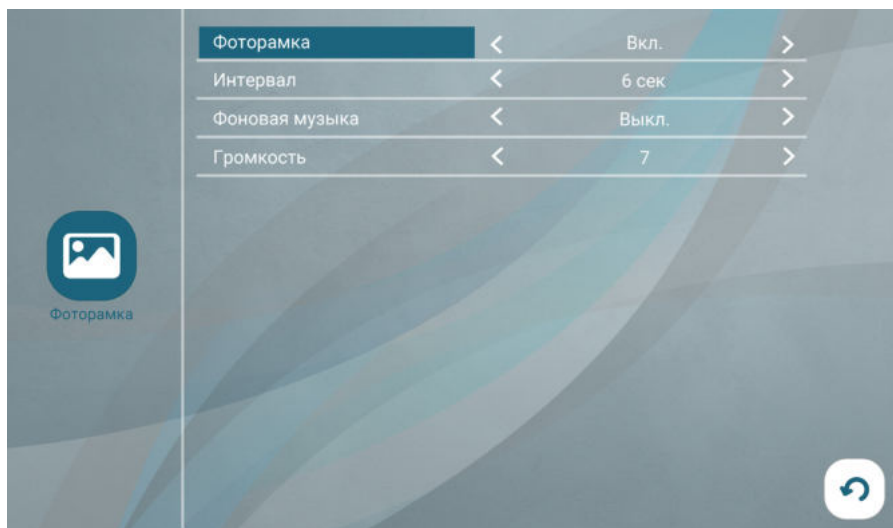 Фоторамка Вкл.
Интервал 6 сек
Фоновая музыка Выкл.
Громкость 7
Фоторамка